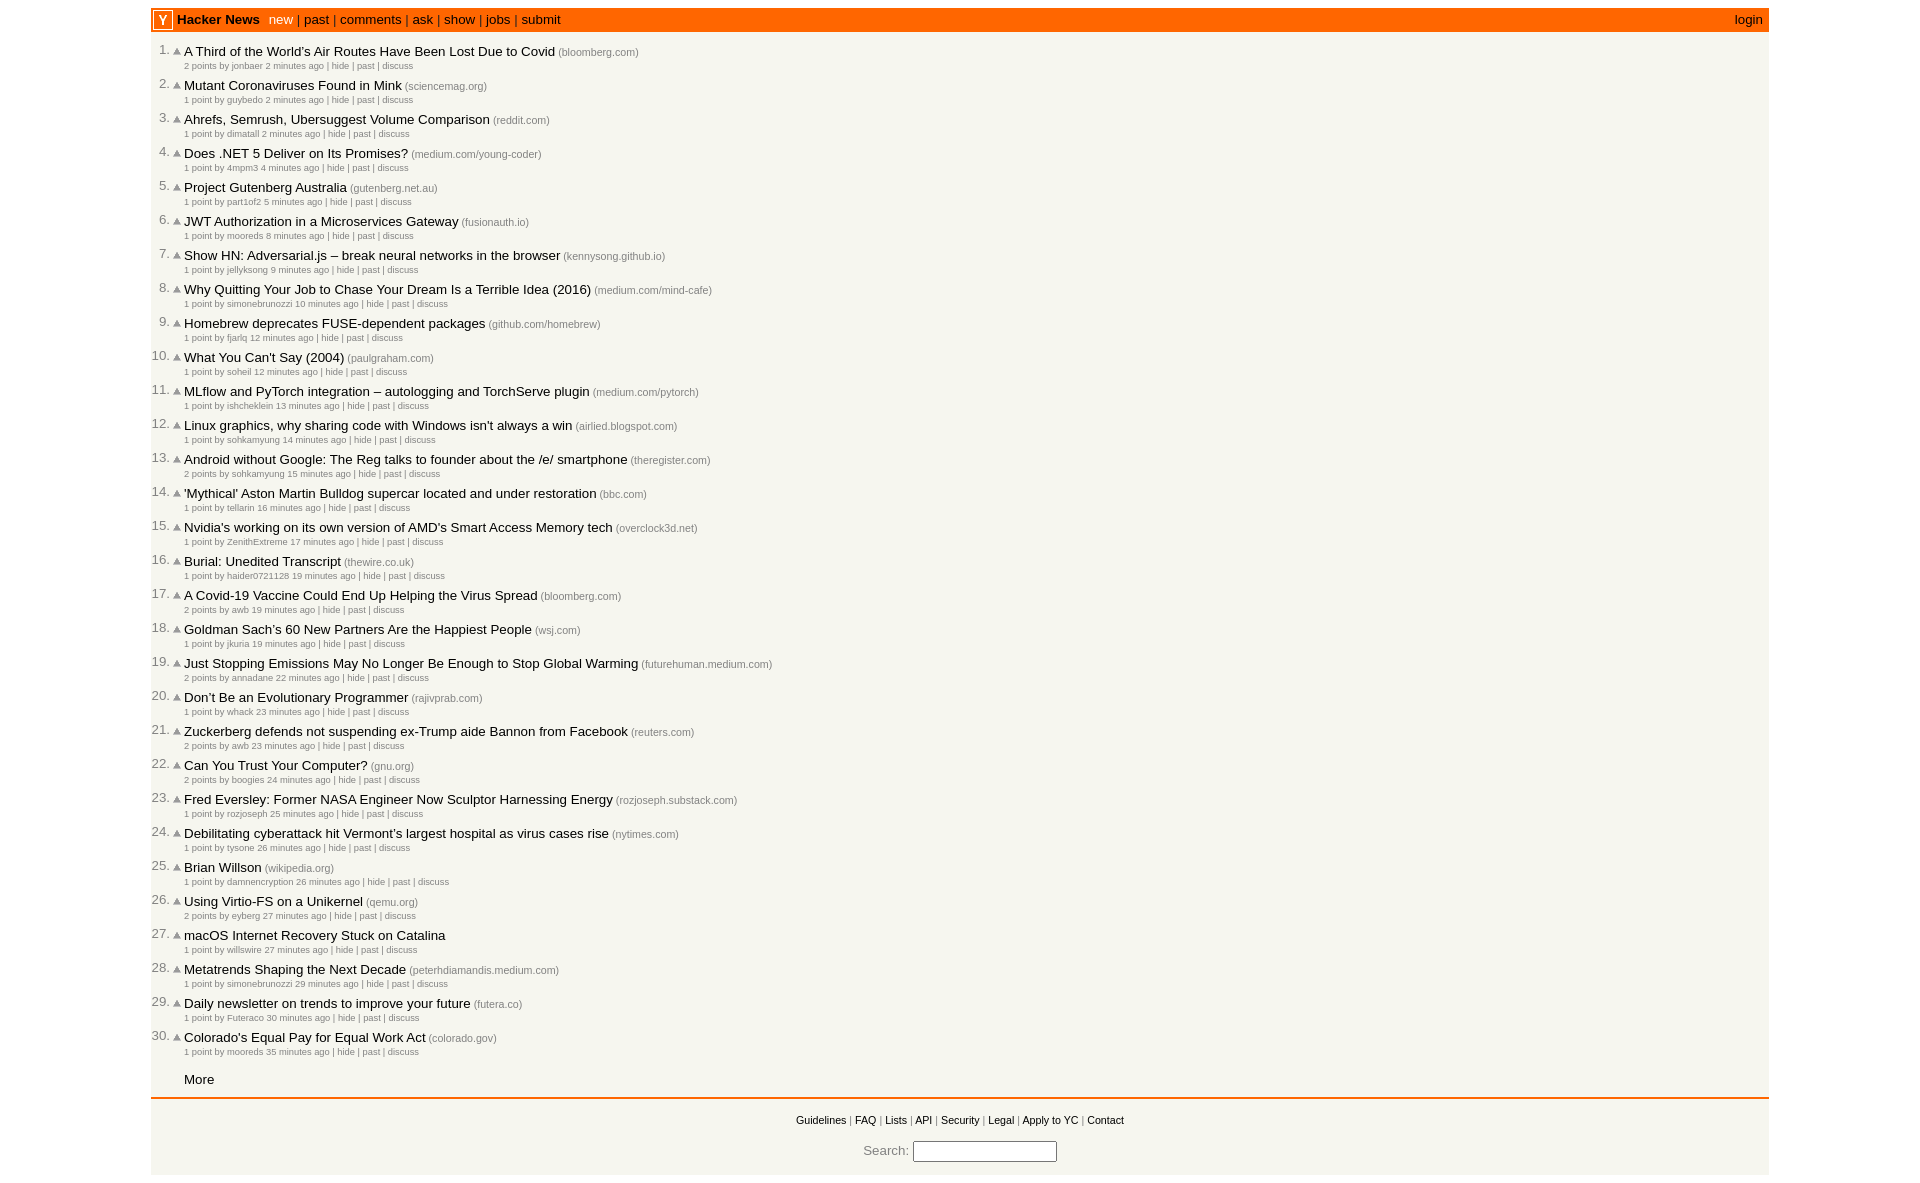 Y Hacker News new | past | comments | ask | show | jobs | submit login
1. A Third of the World’s Air Routes Have Been Lost Due to Covid (bloomberg.com)
2 points by jonbaer 2 minutes ago | hide | past | discuss
2. Mutant Coronaviruses Found in Mink (sciencemag.org)
1 point by guybedo 2 minutes ago | hide | past | discuss
3. Ahrefs, Semrush, Ubersuggest Volume Comparison (reddit.com)
1 point by dimatall 2 minutes ago | hide | past | discuss
4. Does .NET 5 Deliver on Its Promises? (medium.com/young-coder)
1 point by 4mpm3 4 minutes ago | hide | past | discuss
5. Project Gutenberg Australia (gutenberg.net.au)
1 point by part1of2 5 minutes ago | hide | past | discuss
6. JWT Authorization in a Microservices Gateway (fusionauth.io)
1 point by mooreds 8 minutes ago | hide | past | discuss
7. Show HN: Adversarial.js – break neural networks in the browser (kennysong.github.io)
1 point by jellyksong 9 minutes ago | hide | past | discuss
8. Why Quitting Your Job to Chase Your Dream Is a Terrible Idea (2016) (medium.com/mind-cafe)
1 point by simonebrunozzi 10 minutes ago | hide | past | discuss
9. Homebrew deprecates FUSE-dependent packages (github.com/homebrew)
1 point by fjarlq 12 minutes ago | hide | past | discuss
10. What You Can't Say (2004) (paulgraham.com)
1 point by soheil 12 minutes ago | hide | past | discuss
11. MLflow and PyTorch integration – autologging and TorchServe plugin (medium.com/pytorch)
1 point by ishcheklein 13 minutes ago | hide | past | discuss
12. Linux graphics, why sharing code with Windows isn't always a win (airlied.blogspot.com)
1 point by sohkamyung 14 minutes ago | hide | past | discuss
13. Android without Google: The Reg talks to founder about the /e/ smartphone (theregister.com)
2 points by sohkamyung 15 minutes ago | hide | past | discuss
14. 'Mythical' Aston Martin Bulldog supercar located and under restoration (bbc.com)
1 point by tellarin 16 minutes ago | hide | past | discuss
15. Nvidia's working on its own version of AMD's Smart Access Memory tech (overclock3d.net)
1 point by ZenithExtreme 17 minutes ago | hide | past | discuss
16. Burial: Unedited Transcript (thewire.co.uk)
1 point by haider0721128 19 minutes ago | hide | past | discuss
17. A Covid-19 Vaccine Could End Up Helping the Virus Spread (bloomberg.com)
2 points by awb 19 minutes ago | hide | past | discuss
18. Goldman Sach’s 60 New Partners Are the Happiest People (wsj.com)
1 point by jkuria 19 minutes ago | hide | past | discuss
19. Just Stopping Emissions May No Longer Be Enough to Stop Global Warming (futurehuman.medium.com)
2 points by annadane 22 minutes ago | hide | past | discuss
20. Don’t Be an Evolutionary Programmer (rajivprab.com)
1 point by whack 23 minutes ago | hide | past | discuss
21. Zuckerberg defends not suspending ex-Trump aide Bannon from Facebook (reuters.com)
2 points by awb 23 minutes ago | hide | past | discuss
22. Can You Trust Your Computer? (gnu.org)
2 points by boogies 24 minutes ago | hide | past | discuss
23. Fred Eversley: Former NASA Engineer Now Sculptor Harnessing Energy (rozjoseph.substack.com)
1 point by rozjoseph 25 minutes ago | hide | past | discuss
24. Debilitating cyberattack hit Vermont’s largest hospital as virus cases rise (nytimes.com)
1 point by tysone 26 minutes ago | hide | past | discuss
25. Brian Willson (wikipedia.org)
1 point by damnencryption 26 minutes ago | hide | past | discuss
26. Using Virtio-FS on a Unikernel (qemu.org)
2 points by eyberg 27 minutes ago | hide | past | discuss
27. macOS Internet Recovery Stuck on Catalina
1 point by willswire 27 minutes ago | hide | past | discuss
28. Metatrends Shaping the Next Decade (peterhdiamandis.medium.com)
1 point by simonebrunozzi 29 minutes ago | hide | past | discuss
29. Daily newsletter on trends to improve your future (futera.co)
1 point by Futeraco 30 minutes ago | hide | past | discuss
30. Colorado's Equal Pay for Equal Work Act (colorado.gov)
1 point by mooreds 35 minutes ago | hide | past | discuss
More
Guidelines | FAQ | Lists | API | Security | Legal | Apply to YC | Contact
Search: